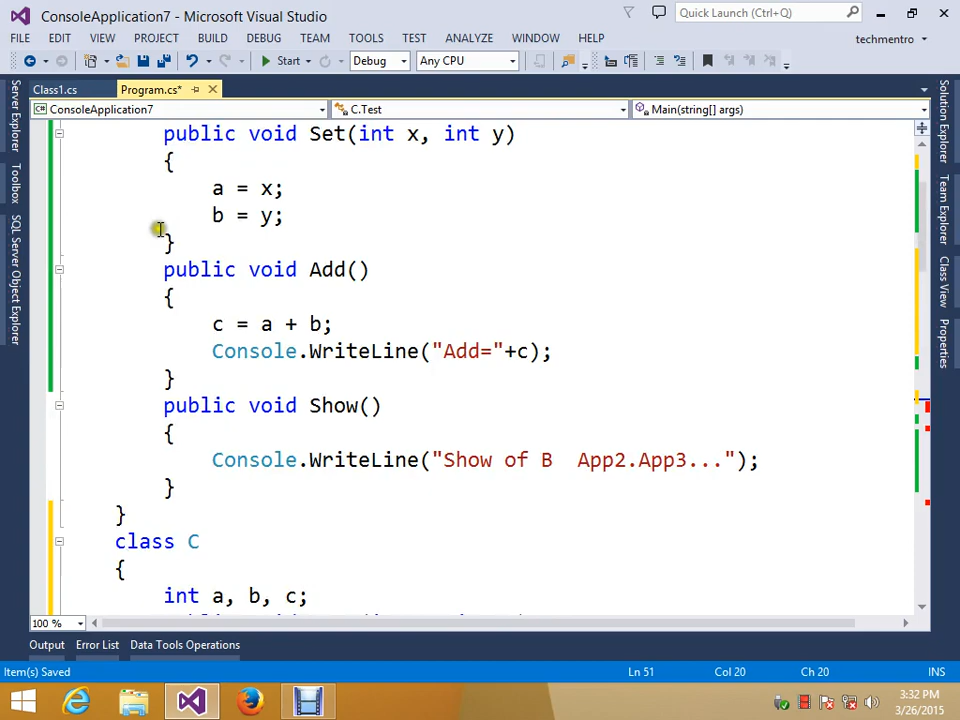 ConsoleApplication7 - Microsoft Visual Studio
Quick Launch (Ctrl+Q)
FILE EDIT VIEW PROJECT BUILD DEBUG TEAM TOOLS TEST ANALYZE WINDOW HELP
techmentro
Start Debug Any CPU
Class1.cs Program.cs*
ConsoleApplication7 C.Test Main(string[] args)
public void Set(int x, int y)
{
a = x;
b = y;
}
public void Add()
{
c = a + b;
Console.WriteLine("Add="+c);
}
public void Show()
{
Console.WriteLine("Show of B  App2.App3...");
}
}
class C
{
int a, b, c;
Server Explorer
Toolbox
SQL Server Object Explorer
Solution Explorer
Team Explorer
Class View
Properties
100 %
Output Error List Data Tools Operations
Item(s) Saved Ln 51 Col 20 Ch 20 INS
3:32 PM
3/26/2015